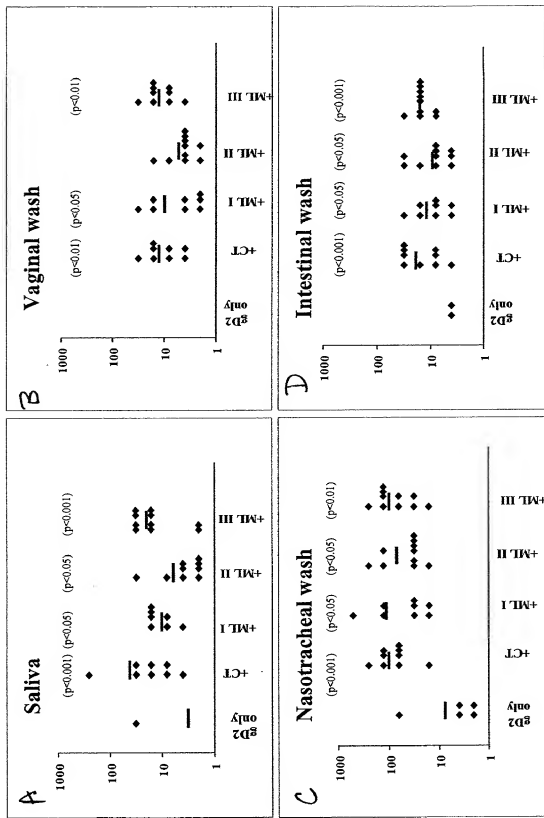 A
Saliva
(p<0.001) (p<0.05) (p<0.05) (p<0.001)
1000
100
10
1
gD2 only +CT +ML I +ML II +ML III
B
Vaginal wash
(p<0.01) (p<0.05) (p<0.01)
1000
100
10
1
gD2 only +CT +ML I +ML II +ML III
C
Nasotracheal wash
(p<0.001) (p<0.05) (p<0.05) (p<0.01)
1000
100
10
1
gD2 only +CT +ML I +ML II +ML III
D
Intestinal wash
(p<0.001) (p<0.05) (p<0.05) (p<0.001)
1000
100
10
1
gD2 only +CT +ML I +ML II +ML III